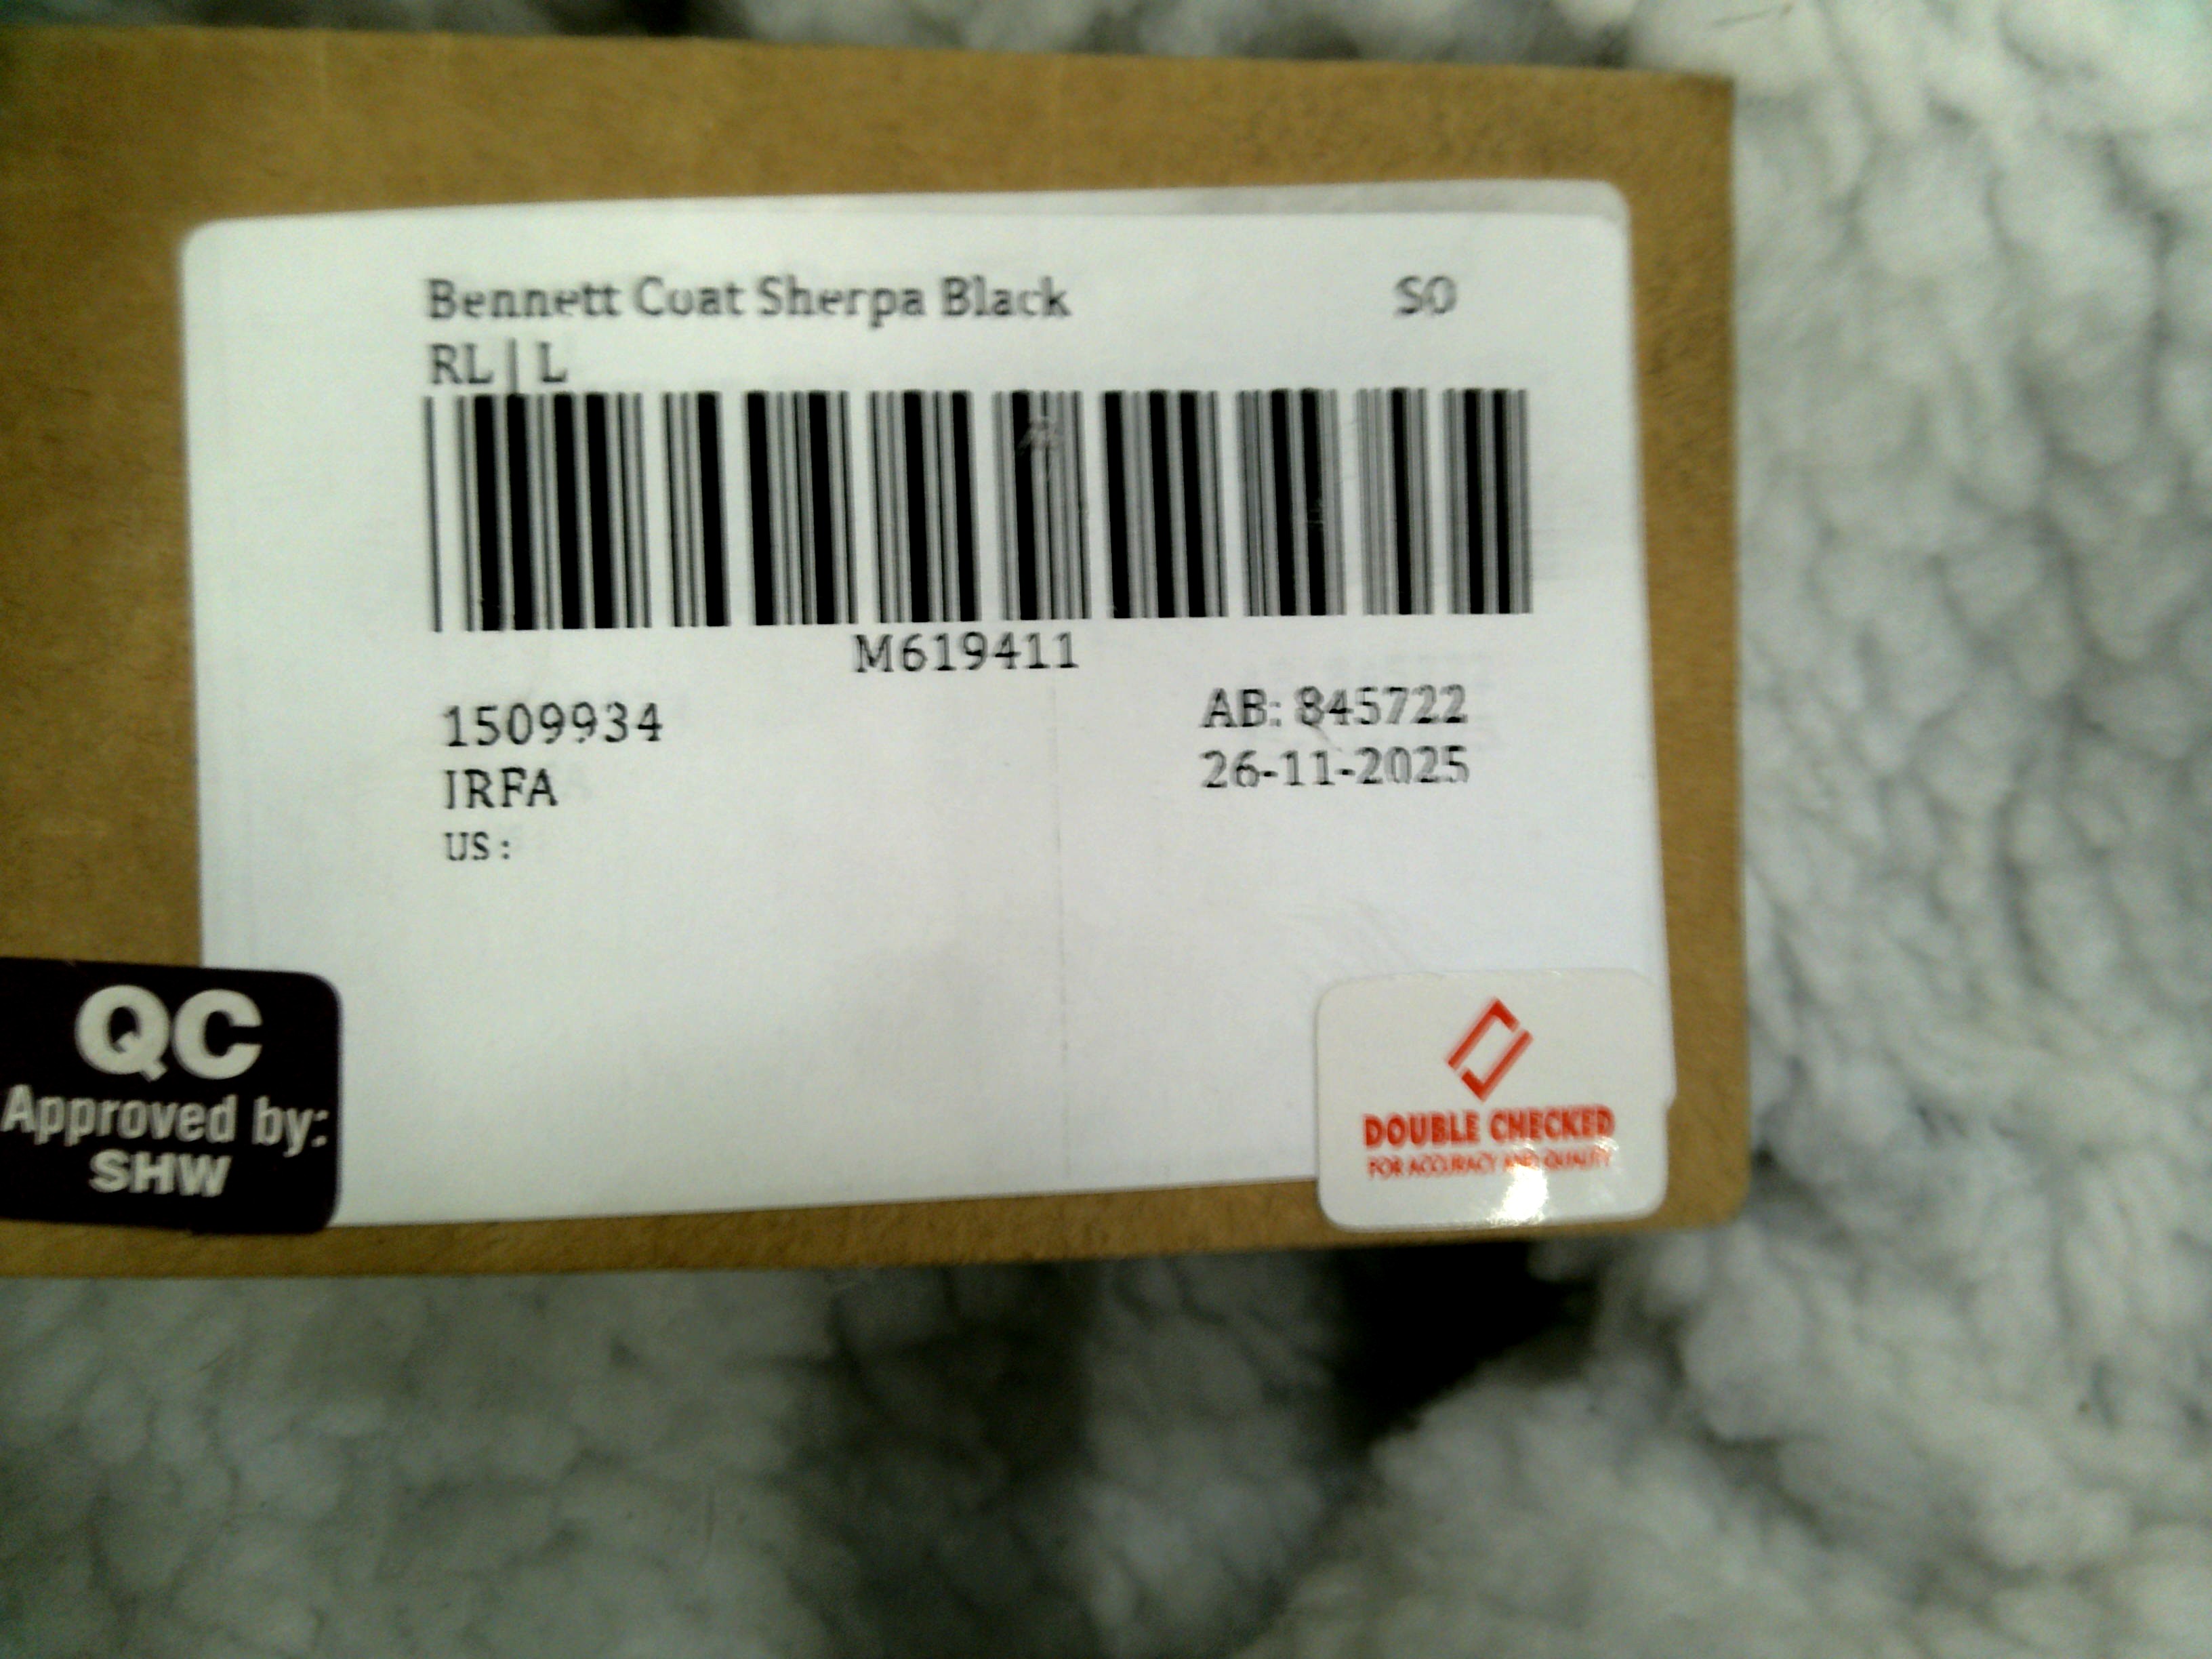 Bennett Coat Sherpa Black SO
RL | L
M619411
1509934
AB: 845722
IRFA
26-11-2025
US:
QC
Approved by:
SHW
DOUBLE CHECKED
FOR ACCURACY AND QUALITY